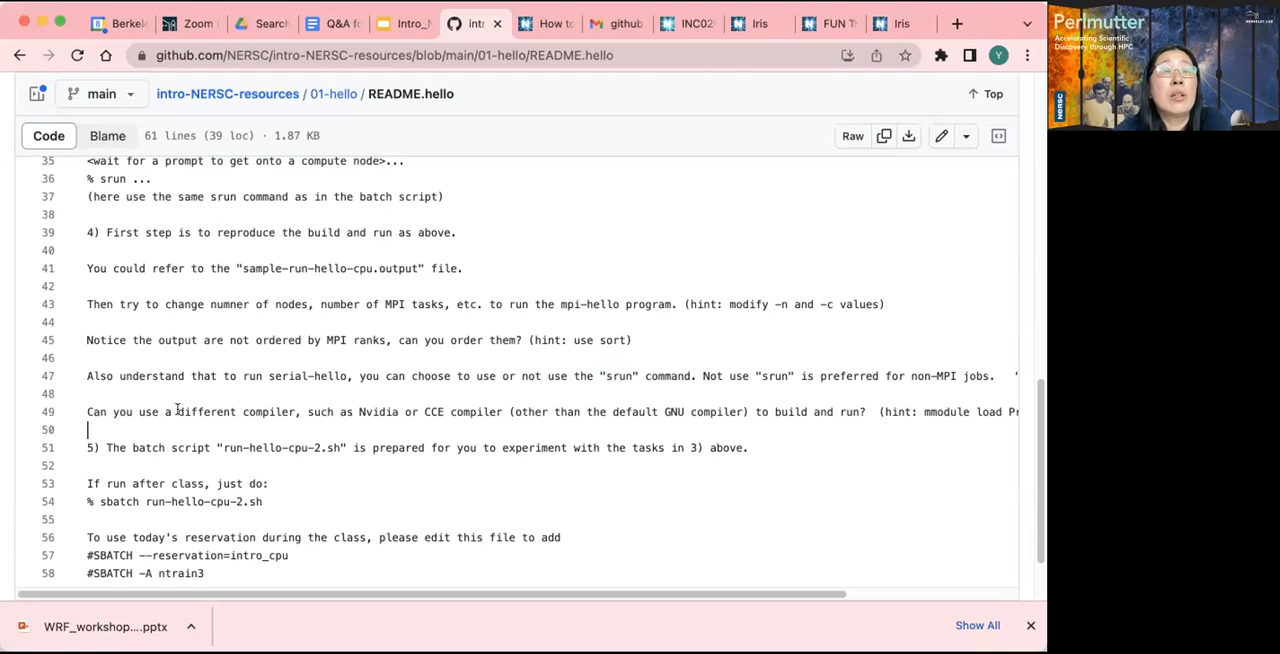 Berkel
Zoom
Search
Q&A fo
Intro_N
intr
How to
github
INC02
Iris
FUN T
Iris
github.com/NERSC/intro-NERSC-resources/blob/main/01-hello/README.hello
Y
main
intro-NERSC-resources / 01-hello / README.hello
Top
Code Blame 61 lines (39 loc) · 1.87 KB
Raw
35 <wait for a prompt to get onto a compute node>...
36 % srun ...
37 (here use the same srun command as in the batch script)
38
39 4) First step is to reproduce the build and run as above.
40
41 You could refer to the "sample-run-hello-cpu.output" file.
42
43 Then try to change numner of nodes, number of MPI tasks, etc. to run the mpi-hello program. (hint: modify -n and -c values)
44
45 Notice the output are not ordered by MPI ranks, can you order them? (hint: use sort)
46
47 Also understand that to run serial-hello, you can choose to use or not use the "srun" command. Not use "srun" is preferred for non-MPI jobs. "
48
49 Can you use a different compiler, such as Nvidia or CCE compiler (other than the default GNU compiler) to build and run? (hint: mmodule load Pr
50
51 5) The batch script "run-hello-cpu-2.sh" is prepared for you to experiment with the tasks in 3) above.
52
53 If run after class, just do:
54 % sbatch run-hello-cpu-2.sh
55
56 To use today's reservation during the class, please edit this file to add
57 #SBATCH --reservation=intro_cpu
58 #SBATCH -A ntrain3
WRF_workshop....pptx
Show All
Perlmutter
Accelerating Scientific
Discovery through HPC
NERSC
BERKELEY LAB